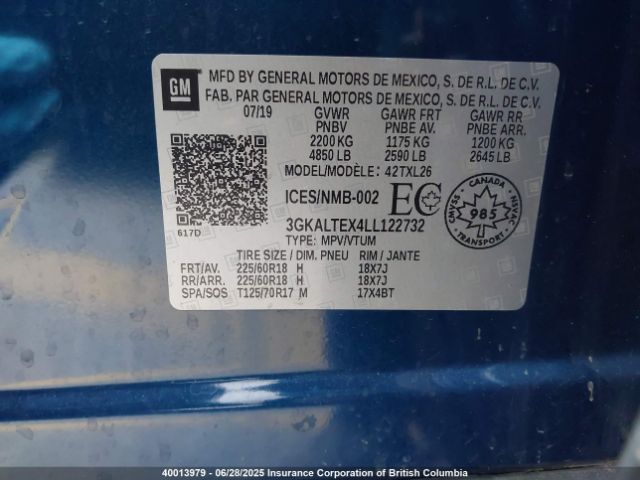 GM
MFD BY GENERAL MOTORS DE MEXICO, S. DE R.L. DE C.V.
FAB. PAR GENERAL MOTORS DE MEXICO, S. DE R.L. DE C.V.
07/19 GVWR GAWR FRT GAWR RR
PNBV PNBE AV. PNBE ARR.
2200 KG 1175 KG 1200 KG
4850 LB 2590 LB 2645 LB
42/MODEL/MODÈLE: 42TXL26
ICES/NMB-002 EC
CMVSS NSVAC
985
TRANSPORT
617D
3GKALTEX4LL122732
TYPE: MPV/VTUM
TIRE SIZE / DIM. PNEU RIM / JANTE
FRT/AV. 225/60R18 H 18X7J
RR/ARR. 225/60R18 H 18X7J
SPA/SOS T125/70R17 M 17X4BT
40013979 06/28/2025 Insurance Corporation of British Columbia